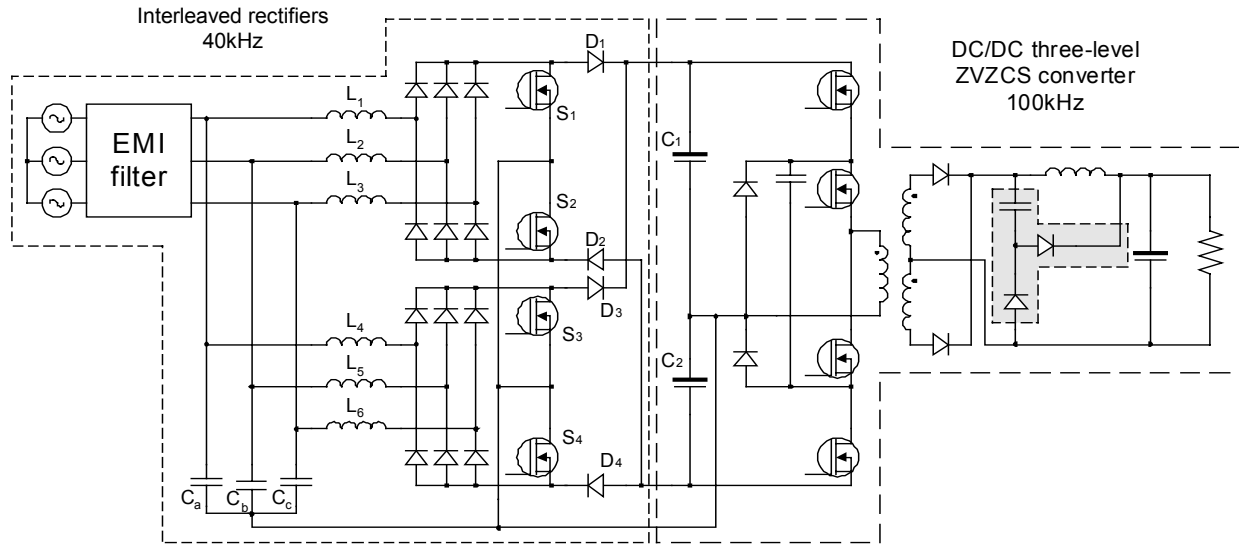 Interleaved rectifiers
40kHz
DC/DC three-level
ZVZCS converter
100kHz
EMI
filter
L1
L2
L3
L4
L5
L6
D1
S1
S2
D2
D3
S3
S4
D4
C1
C2
Ca
Cb
Cc